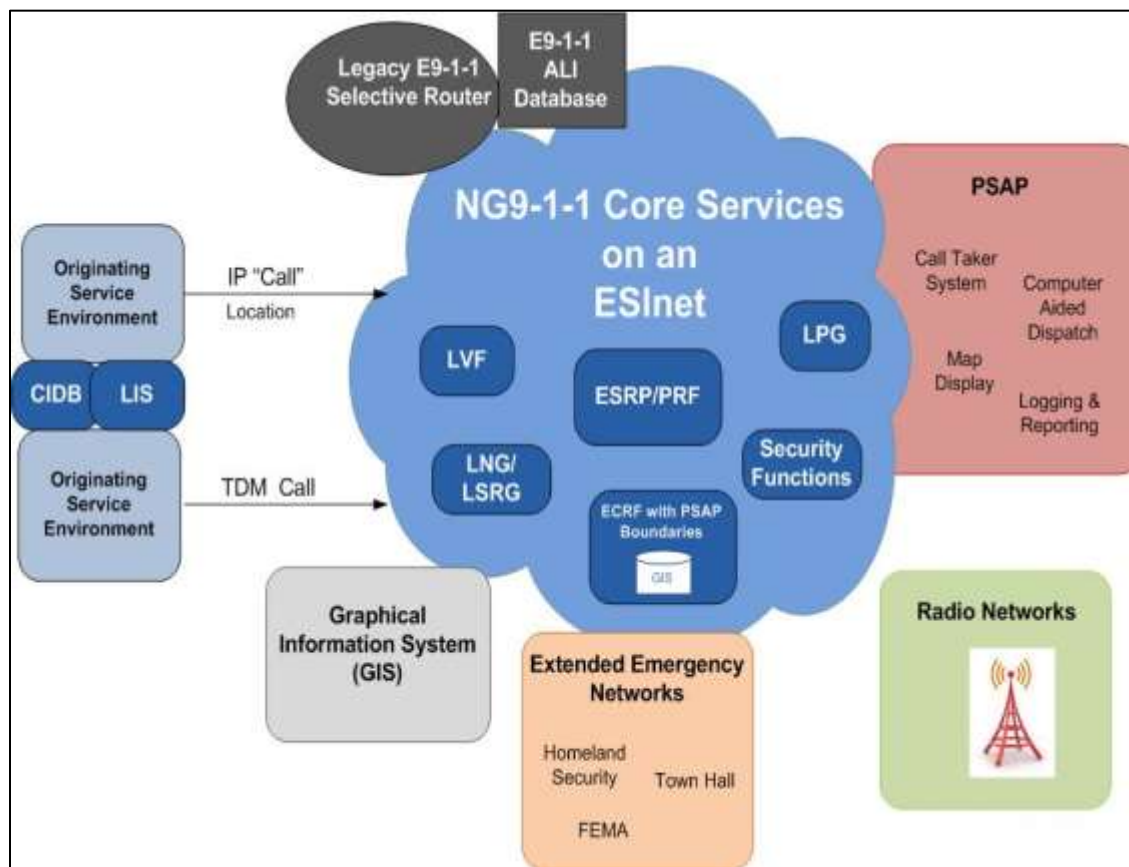 Legacy E9-1-1
Selective Router
E9-1-1
ALI
Database
NG9-1-1 Core Services
on an
ESInet
PSAP
Call Taker
System
Computer
Aided
Dispatch
Map
Display
Logging &
Reporting
Originating
Service
Environment
IP “Call”
Location
CIDB
LIS
Originating
Service
Environment
TDM Call
LVF
ESRP/PRF
LPG
LNG/
LSRG
Security
Functions
ECRF with PSAP
Boundaries
GIS
Graphical
Information System
(GIS)
Extended Emergency
Networks
Homeland
Security
Town Hall
FEMA
Radio Networks